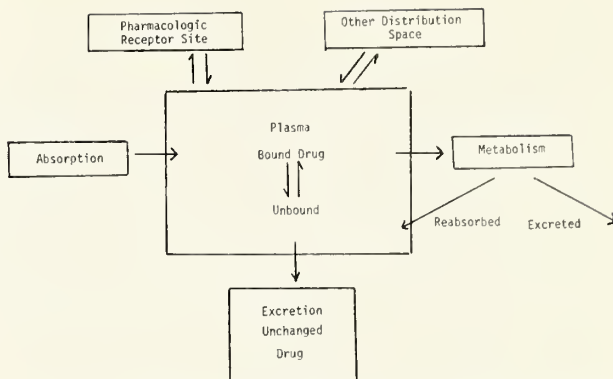 Pharmacologic
Receptor Site
Other Distribution
Space
Plasma
Absorption
Bound Drug
Metabolism
Unbound
Reabsorbed
Excreted
Excretion
Unchanged
Drug